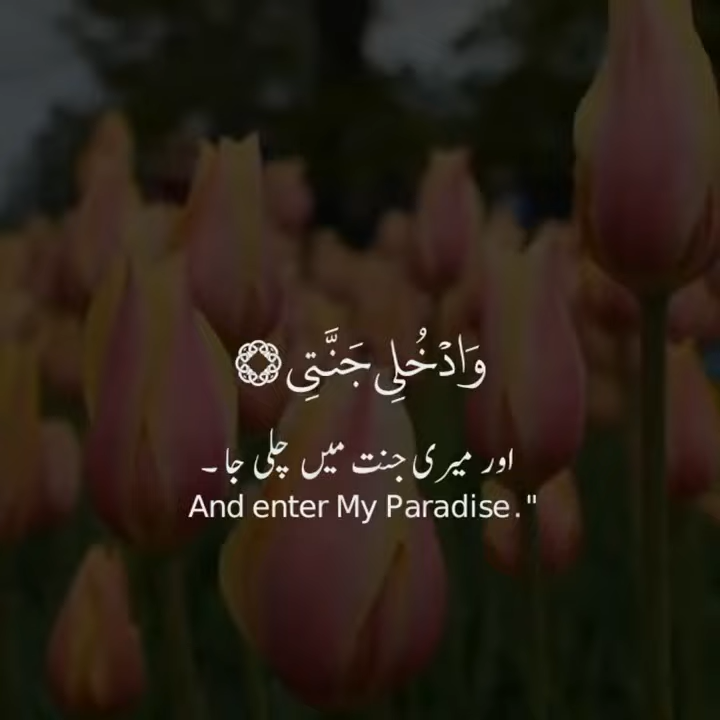 وَادْخُلِي جَنَّتِي
اور میری جنت میں چلی جا۔
And enter My Paradise."